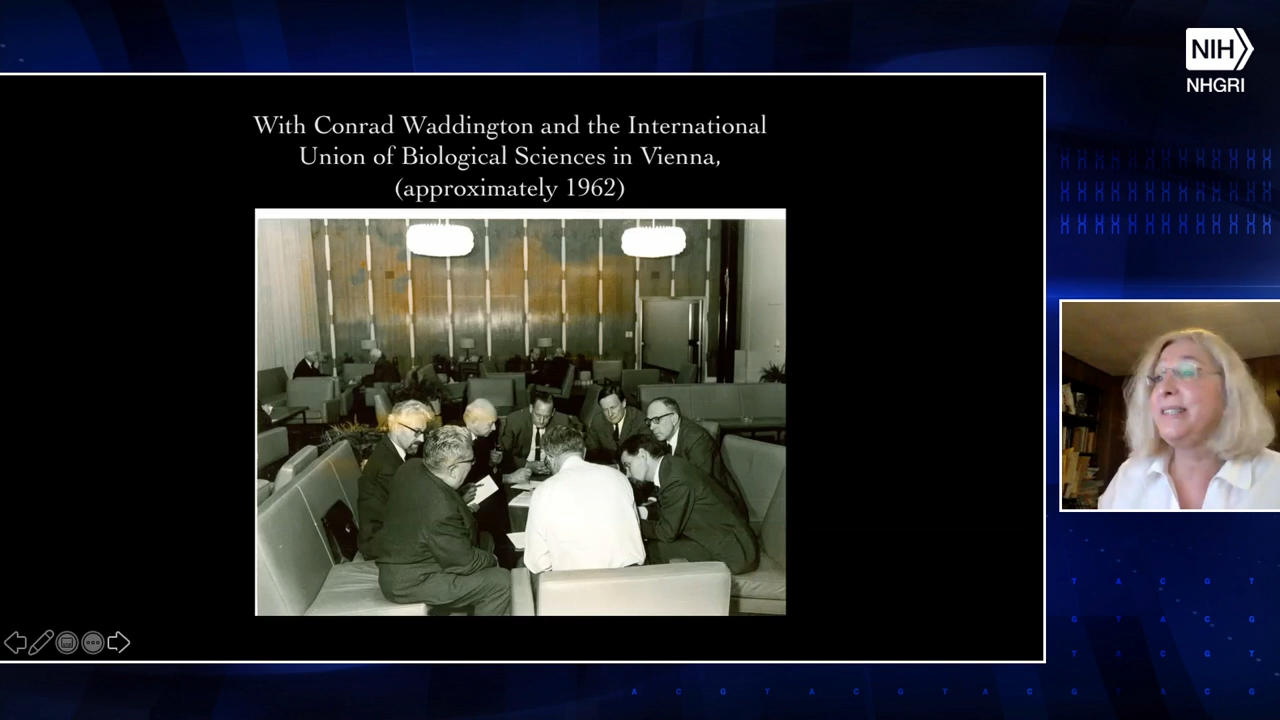 NIH
NHGRI
With Conrad Waddington and the International
Union of Biological Sciences in Vienna,
(approximately 1962)
T A C G T
G T A C G
T A C G T
A C G T A C G T A C G T A C G